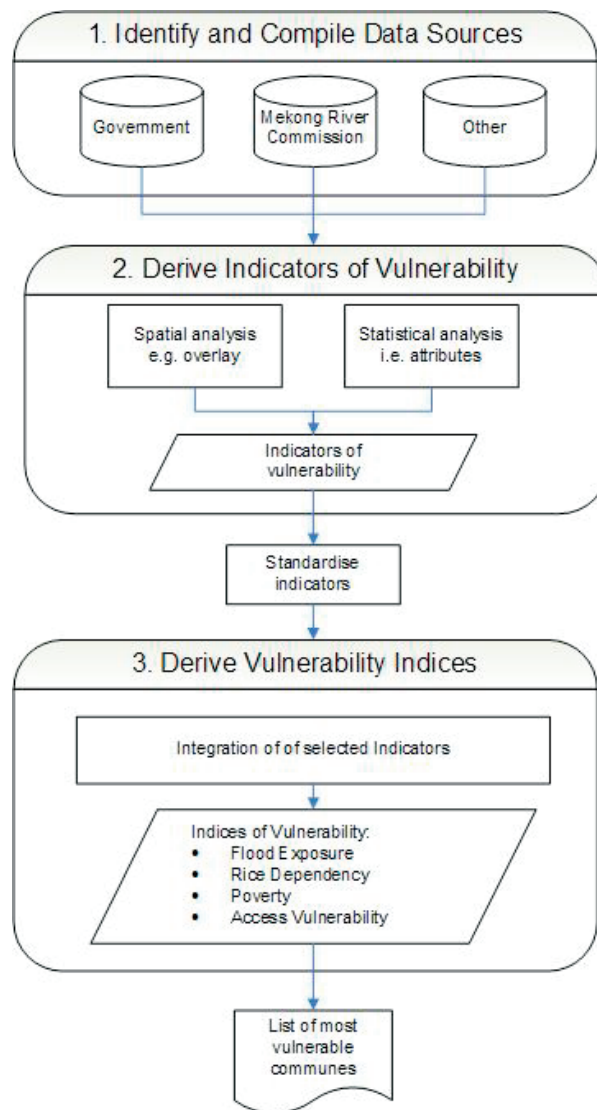 1. Identify and Compile Data Sources
Government
Mekong River
Commission
Other
2. Derive Indicators of Vulnerability
Spatial analysis
e.g. overlay
Statistical analysis
i.e. attributes
Indicators of
vulnerability
Standardise
indicators
3. Derive Vulnerability Indices
Integration of of selected Indicators
Indices of Vulnerability:
• Flood Exposure
• Rice Dependency
• Poverty
• Access Vulnerability
List of most
vulnerable
communes